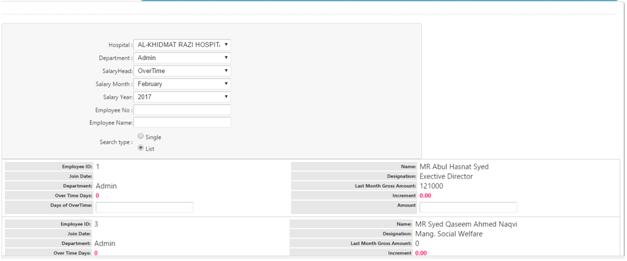 Hospital : AL-KHIDMAT RAZI HOSPITA
Department : Admin
SalaryHead: OverTime
Salary Month : February
Salary Year: 2017
Employee No :
Employee Name:
Search type : Single
List
Employee ID: 1 Name: MR Abul Hasnat Syed
Join Date: Designation: Exective Director
Department: Admin Last Month Gross Amount: 121000
Over Time Days: 0 Increment 0.00
Days of OverTime: Amount
Employee ID: 3 Name: MR Syed Qaseem Ahmed Naqvi
Join Date: Designation: Mang. Social Welfare
Department: Admin Last Month Gross Amount: 0
Over Time Days: 0 Increment 0.00